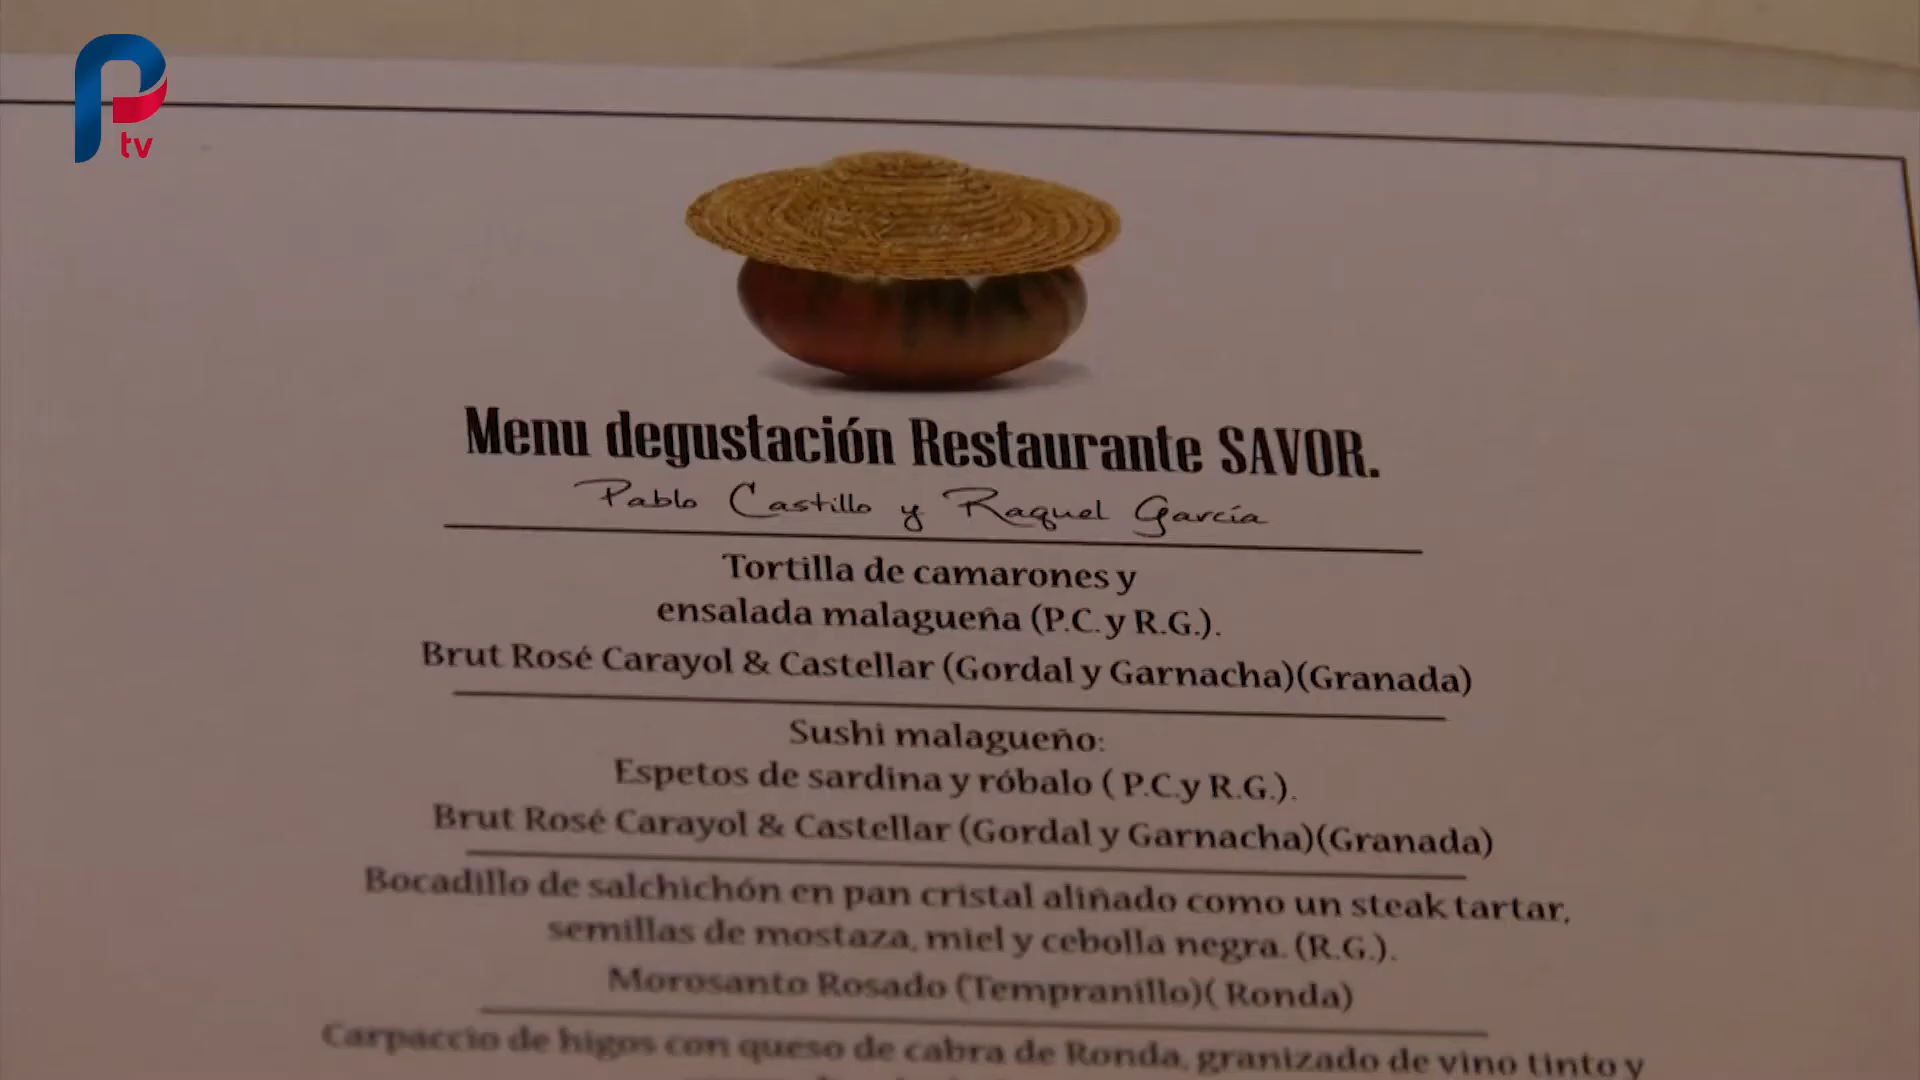 P
tv
Menu degustación Restaurante SAVOR.
Pablo Castillo y Raquel García
Tortilla de camarones y
ensalada malagueña (P.C. y R.G.).
Brut Rosé Carayol & Castellar (Gordal y Garnacha)(Granada)
Sushi malagueño:
Espetos de sardina y róbalo ( P.C.y R.G.).
Brut Rosé Carayol & Castellar (Gordal y Garnacha)(Granada)
Bocadillo de salchichón en pan cristal aliñado como un steak tartar,
semillas de mostaza, miel y cebolla negra. (R.G.).
Morosanto Rosado (Tempranillo)( Ronda)
Carpaccio de higos con queso de cabra de Ronda, granizado de vino tinto y